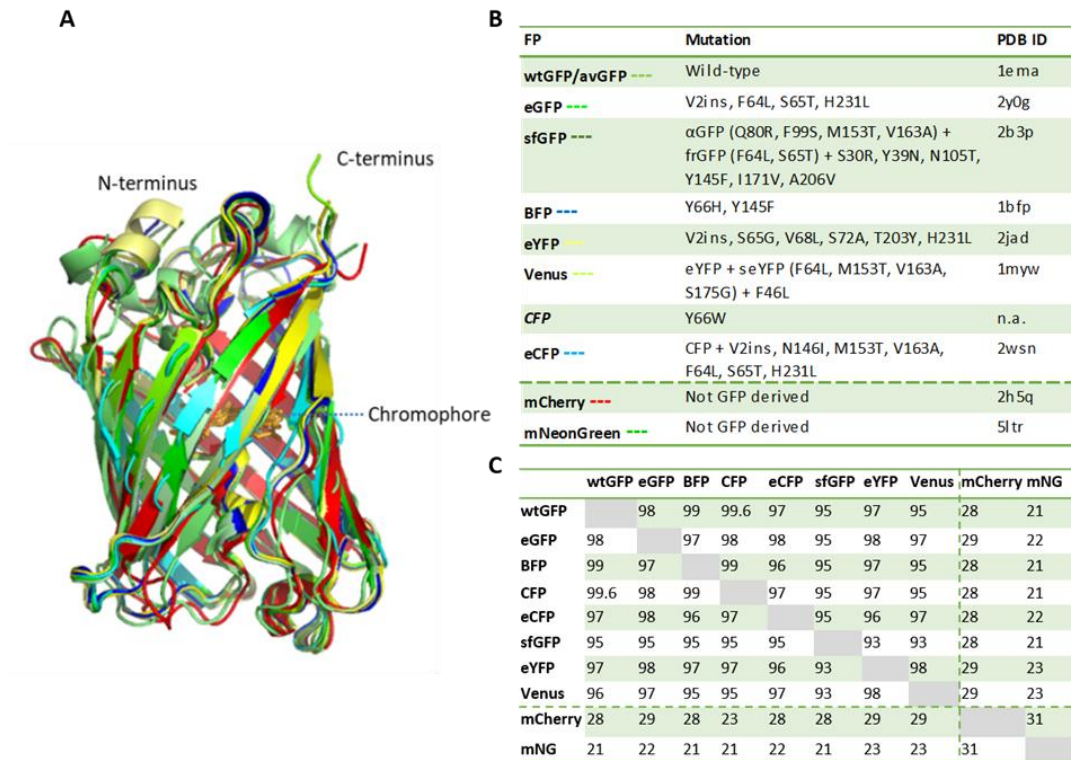 A
N-terminus
C-terminus
Chromophore
B
FP Mutation PDB ID
wtGFP/avGFP --- Wild-type 1ema
eGFP --- V2ins, F64L, S65T, H231L 2y0g
sfGFP --- αGFP (Q80R, F99S, M153T, V163A) + 2b3p
frGFP (F64L, S65T) + S30R, Y39N, N105T,
Y145F, I171V, A206V
BFP --- Y66H, Y145F 1bfp
eYFP --- V2ins, S65G, V68L, S72A, T203Y, H231L 2jad
Venus --- eYFP + seYFP (F64L, M153T, V163A, 1myw
S175G) + F46L
CFP Y66W n.a.
eCFP --- CFP + V2ins, N146I, M153T, V163A, 2wsn
F64L, S65T, H231L
mCherry --- Not GFP derived 2h5q
mNeonGreen --- Not GFP derived 5ltr
C
wtGFP eGFP BFP CFP eCFP sfGFP eYFP Venus mCherry mNG
wtGFP 98 99 99.6 97 95 97 95 28 21
eGFP 98 97 98 98 95 98 97 29 22
BFP 99 97 99 96 95 97 95 28 21
CFP 99.6 98 99 97 95 97 95 28 21
eCFP 97 98 96 97 95 96 97 28 22
sfGFP 95 95 95 95 95 93 93 28 21
eYFP 97 98 97 97 96 93 98 29 23
Venus 96 97 95 95 97 93 98 29 23
mCherry 28 29 28 23 28 28 29 29 31
mNG 21 22 21 21 22 21 23 23 31